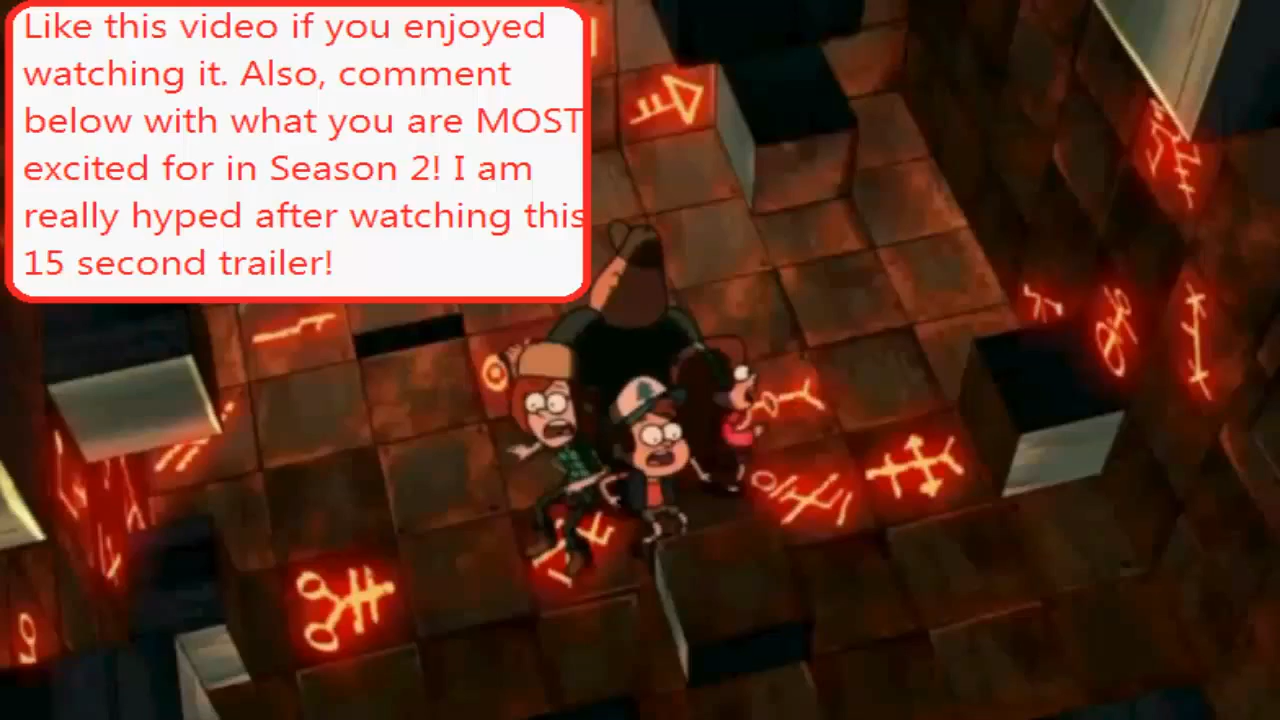 Like this video if you enjoyed
watching it. Also, comment
below with what you are MOST
excited for in Season 2! I am
really hyped after watching this
15 second trailer!